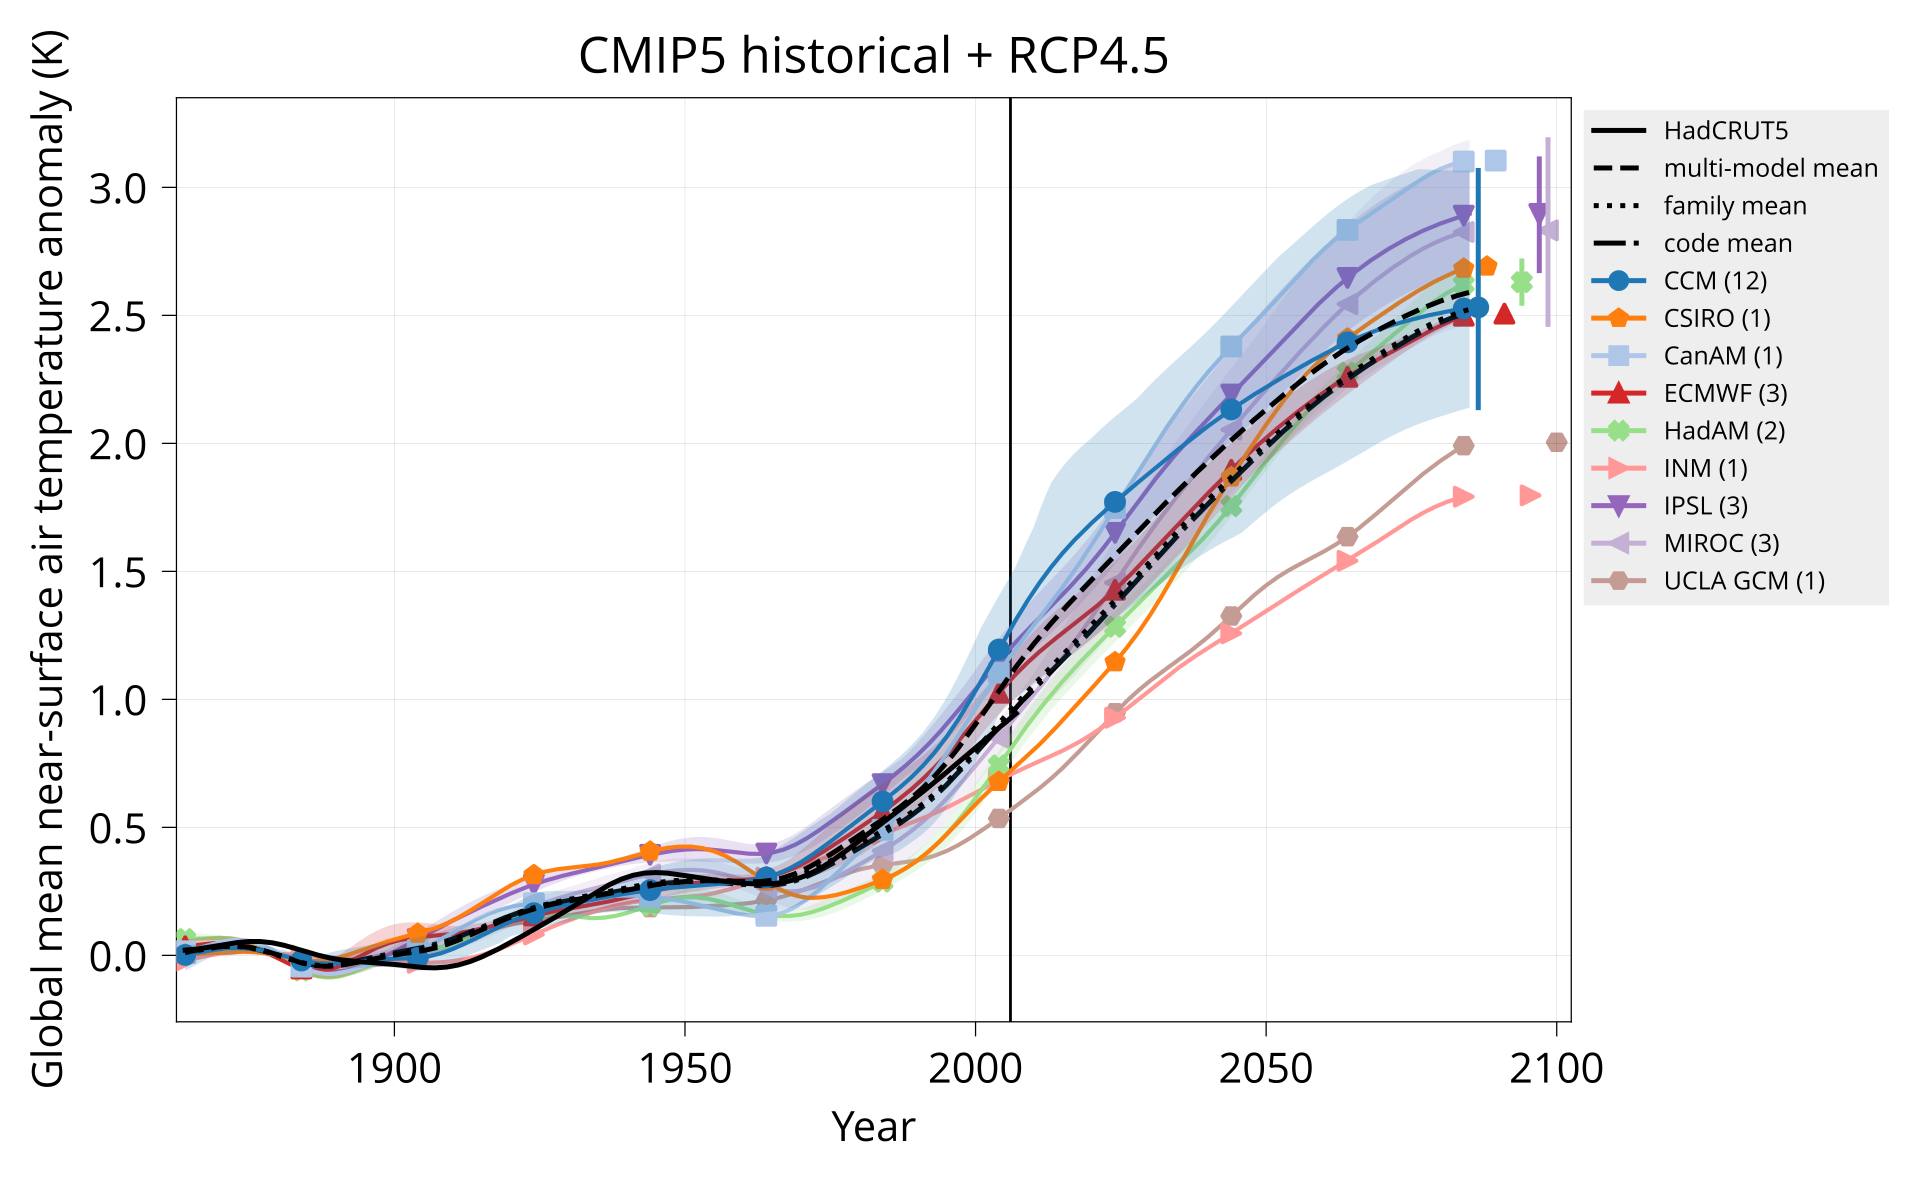 CMIP5 historical + RCP4.5
Global mean near-surface air temperature anomaly (K)
3.0
2.5
2.0
1.5
1.0
0.5
0.0
1900
1950
2000
2050
2100
Year
HadCRUT5
multi-model mean
family mean
code mean
CCM (12)
CSIRO (1)
CanAM (1)
ECMWF (3)
HadAM (2)
INM (1)
IPSL (3)
MIROC (3)
UCLA GCM (1)